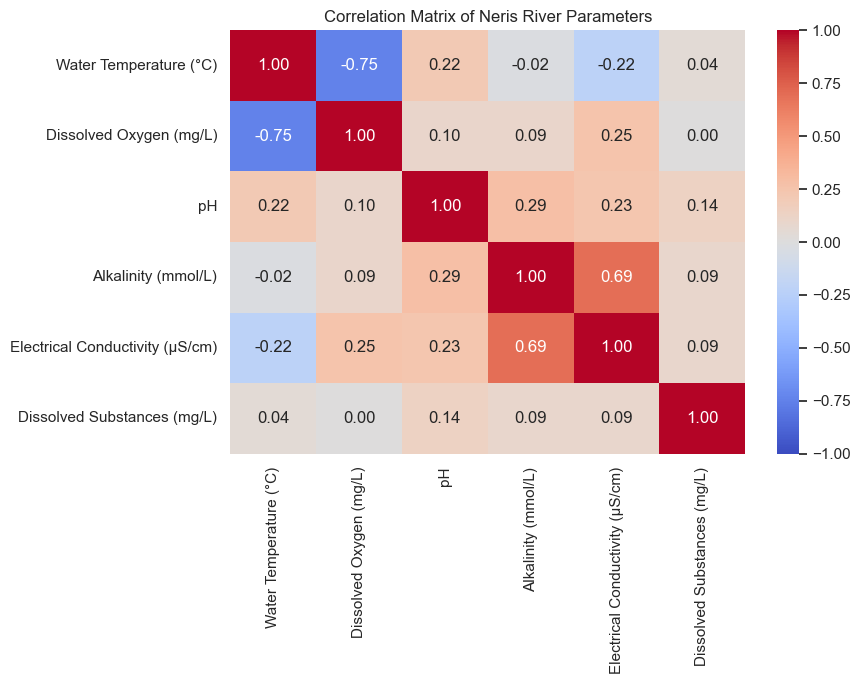 Correlation Matrix of Neris River Parameters
Water Temperature (°C) 1.00 -0.75 0.22 -0.02 -0.22 0.04
Dissolved Oxygen (mg/L) -0.75 1.00 0.10 0.09 0.25 0.00
pH 0.22 0.10 1.00 0.29 0.23 0.14
Alkalinity (mmol/L) -0.02 0.09 0.29 1.00 0.69 0.09
Electrical Conductivity (µS/cm) -0.22 0.25 0.23 0.69 1.00 0.09
Dissolved Substances (mg/L) 0.04 0.00 0.14 0.09 0.09 1.00
Water Temperature (°C)
Dissolved Oxygen (mg/L)
pH
Alkalinity (mmol/L)
Electrical Conductivity (µS/cm)
Dissolved Substances (mg/L)
1.00
0.75
0.50
0.25
0.00
−0.25
−0.50
−0.75
−1.00